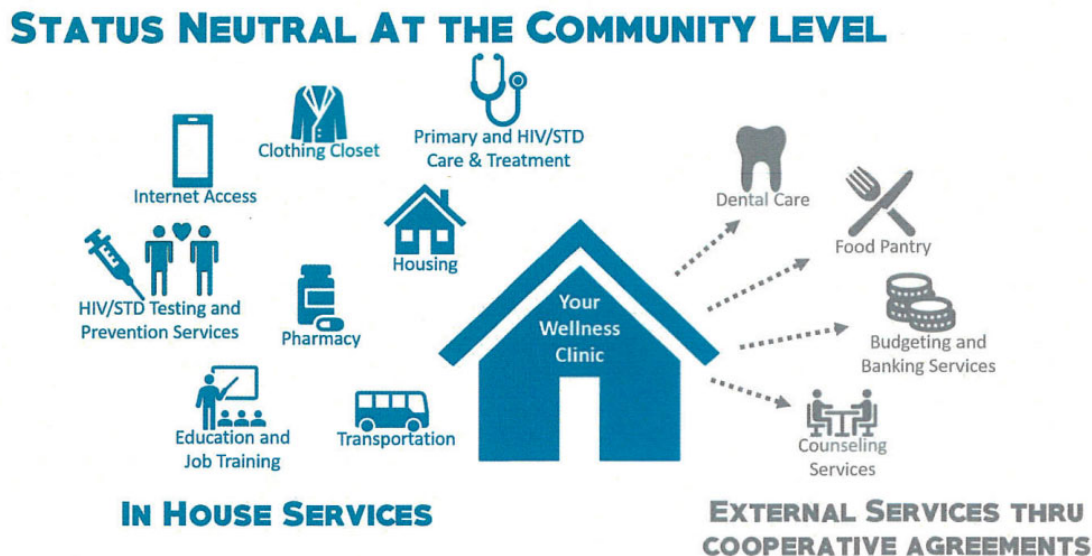 STATUS NEUTRAL AT THE COMMUNITY LEVEL
Internet Access
Clothing Closet
Primary and HIV/STD
Care & Treatment
HIV/STD Testing and
Prevention Services
Pharmacy
Housing
Education and
Job Training
Transportation
Your
Wellness
Clinic
Dental Care
Food Pantry
Budgeting and
Banking Services
Counseling
Services
IN HOUSE SERVICES
EXTERNAL SERVICES THRU
COOPERATIVE AGREEMENTS